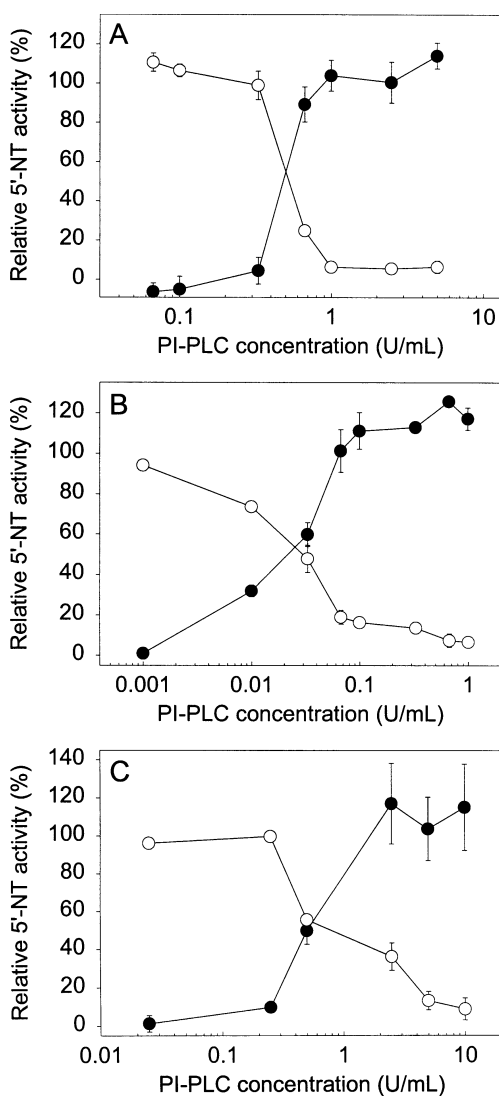 A
120
100
80
60
40
20
0
Relative 5'-NT activity (%)
0.1 1 10
PI-PLC concentration (U/mL)
B
120
100
80
60
40
20
0
Relative 5'-NT activity (%)
0.001 0.01 0.1 1
PI-PLC concentration (U/mL)
C
140
120
100
80
60
40
20
0
Relative 5'-NT activity (%)
0.01 0.1 1 10
PI-PLC concentration (U/mL)